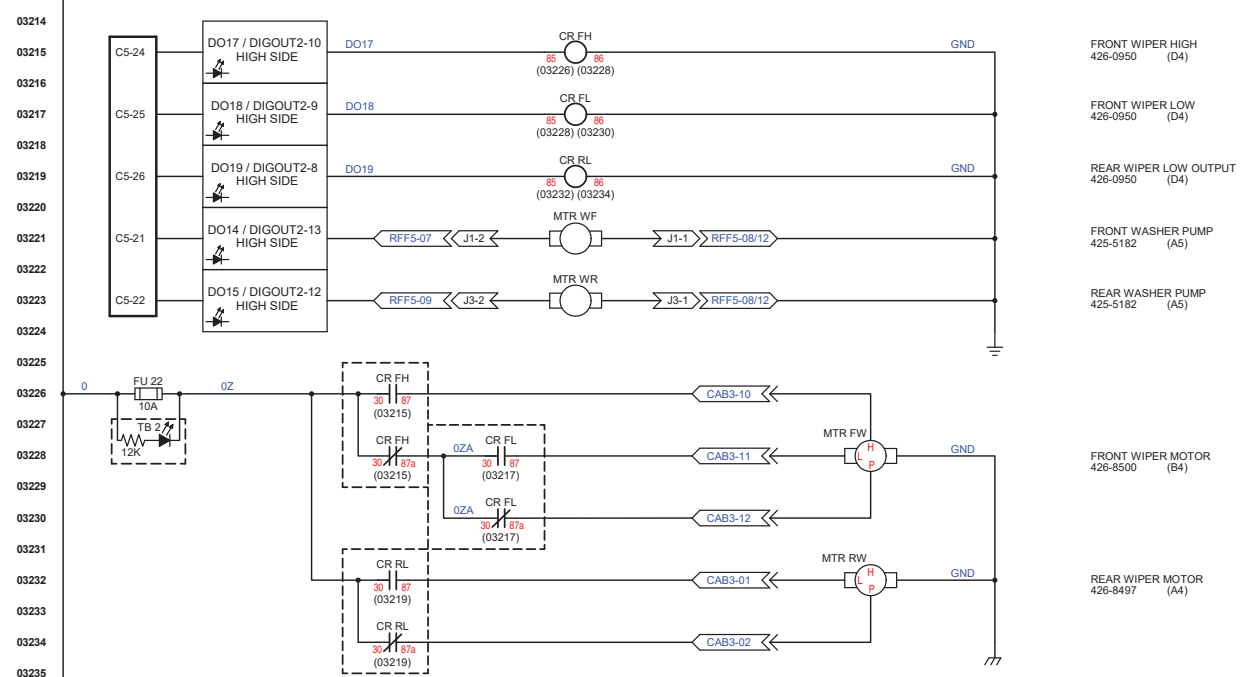 03214
DO17 / DIGOUT2-10
HIGH SIDE
CR FH
03215
C5-24
DO17
85
86
GND
FRONT WIPER HIGH
426-0950 (D4)
(03226) (03228)
03216
DO18 / DIGOUT2-9
HIGH SIDE
CR FL
03217
C5-25
DO18
85
86
FRONT WIPER LOW
426-0950 (D4)
(03228) (03230)
03218
DO19 / DIGOUT2-8
HIGH SIDE
CR RL
03219
C5-26
DO19
85
86
GND
REAR WIPER LOW OUTPUT
426-0950 (D4)
(03232) (03234)
03220
DO14 / DIGOUT2-13
HIGH SIDE
MTR WF
03221
C5-21
RFF5-07
J1-2
J1-1
RFF5-08/12
FRONT WASHER PUMP
425-5182 (A5)
03222
DO15 / DIGOUT2-12
HIGH SIDE
MTR WR
03223
C5-22
RFF5-09
J3-2
J3-1
RFF5-08/12
REAR WASHER PUMP
425-5182 (A5)
03224
03225
03226
0
FU 22
10A
0Z
CR FH
30
87
(03215)
CAB3-10
03227
TB 2
12K
03228
CR FH
30
87a
(03215)
0ZA
CR FL
30
87
(03217)
CAB3-11
MTR FW
H
L
P
GND
FRONT WIPER MOTOR
426-8500 (B4)
03229
03230
0ZA
CR FL
30
87a
(03217)
CAB3-12
03231
03232
CR RL
30
87
(03219)
CAB3-01
MTR RW
H
L
P
GND
REAR WIPER MOTOR
426-8497 (A4)
03233
03234
CR RL
30
87a
(03219)
CAB3-02
03235